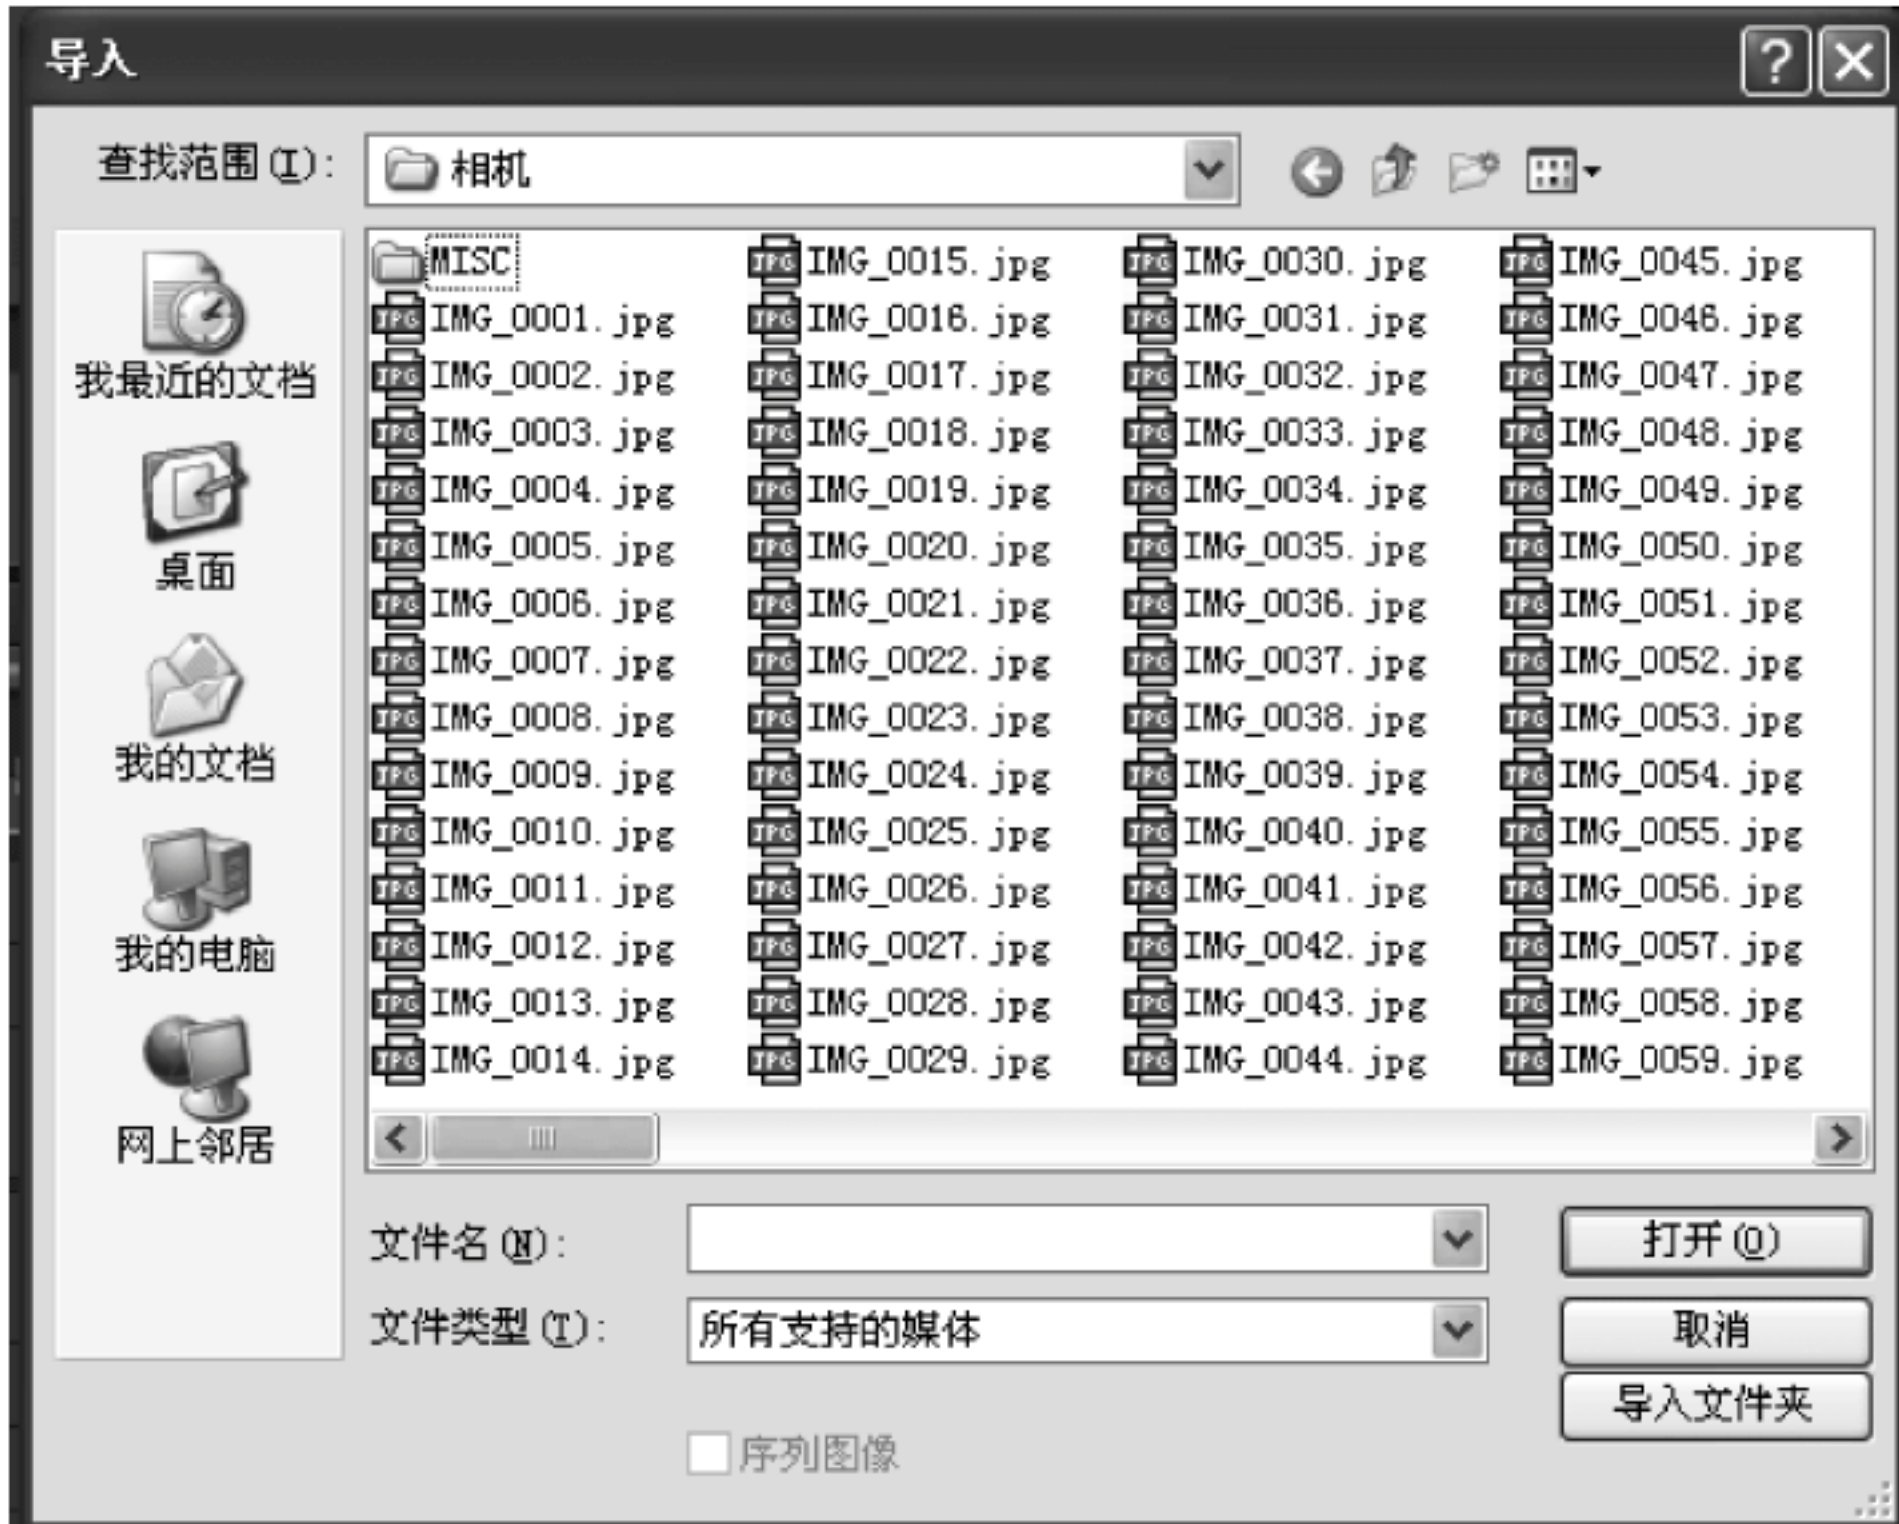 导入
查找范围(I): 相机
我最近的文档
桌面
我的文档
我的电脑
网上邻居
MISC IMG_0015.jpg IMG_0030.jpg IMG_0045.jpg
IMG_0001.jpg IMG_0016.jpg IMG_0031.jpg IMG_0046.jpg
IMG_0002.jpg IMG_0017.jpg IMG_0032.jpg IMG_0047.jpg
IMG_0003.jpg IMG_0018.jpg IMG_0033.jpg IMG_0048.jpg
IMG_0004.jpg IMG_0019.jpg IMG_0034.jpg IMG_0049.jpg
IMG_0005.jpg IMG_0020.jpg IMG_0035.jpg IMG_0050.jpg
IMG_0006.jpg IMG_0021.jpg IMG_0036.jpg IMG_0051.jpg
IMG_0007.jpg IMG_0022.jpg IMG_0037.jpg IMG_0052.jpg
IMG_0008.jpg IMG_0023.jpg IMG_0038.jpg IMG_0053.jpg
IMG_0009.jpg IMG_0024.jpg IMG_0039.jpg IMG_0054.jpg
IMG_0010.jpg IMG_0025.jpg IMG_0040.jpg IMG_0055.jpg
IMG_0011.jpg IMG_0026.jpg IMG_0041.jpg IMG_0056.jpg
IMG_0012.jpg IMG_0027.jpg IMG_0042.jpg IMG_0057.jpg
IMG_0013.jpg IMG_0028.jpg IMG_0043.jpg IMG_0058.jpg
IMG_0014.jpg IMG_0029.jpg IMG_0044.jpg IMG_0059.jpg
文件名(N): 打开(O)
文件类型(T): 所有支持的媒体 取消
导入文件夹
序列图像